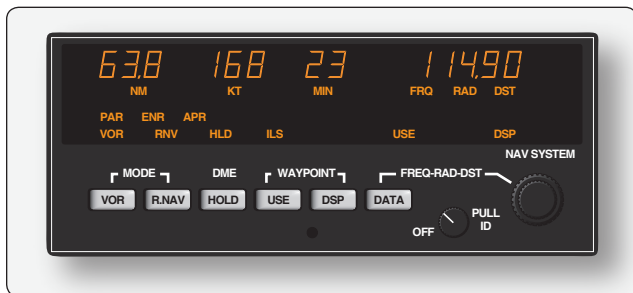 63.8 168 23 114.90
NM KT MIN FRQ RAD DST
PAR ENR APR
VOR RNV HLD ILS USE DSP
NAV SYSTEM
MODE DME WAYPOINT FREQ-RAD-DST
VOR R.NAV HOLD USE DSP DATA
OFF PULL ID